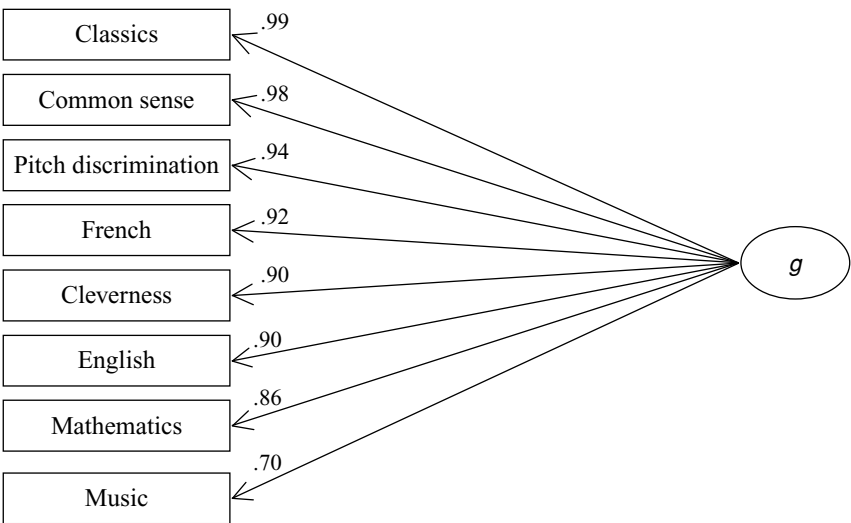 Classics
.99
Common sense
.98
Pitch discrimination
.94
French
.92
Cleverness
.90
English
.90
Mathematics
.86
Music
.70
g